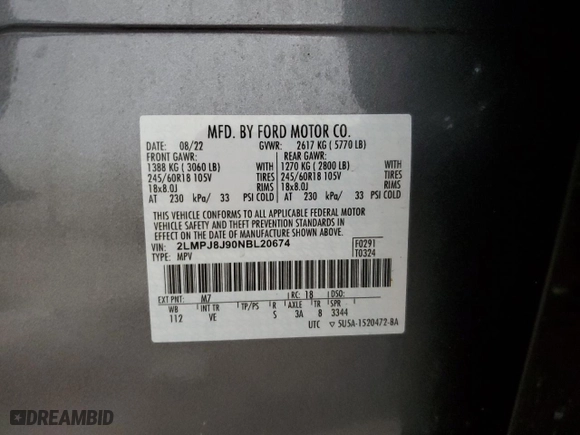 MFD. BY FORD MOTOR CO.
DATE: 08/22 GVWR: 2617 KG ( 5770 LB)
FRONT GAWR: REAR GAWR:
1388 KG ( 3060 LB) WITH 1270 KG ( 2800 LB) WITH
245/60R18 105V TIRES 245/60R18 105V TIRES
18x8.0J RIMS 18x8.0J RIMS
AT 230 kPa/ 33 PSI COLD AT 230 kPa/ 33 PSI COLD
THIS VEHICLE CONFORMS TO ALL APPLICABLE FEDERAL MOTOR
VEHICLE SAFETY AND THEFT PREVENTION STANDARDS IN
EFFECT ON THE DATE OF MANUFACTURE SHOWN ABOVE.
VIN: 2LMPJ8J90NBL20674 F0291
TYPE: MPV T0324
EXT PNT: M7 RC: 18 DSO:
WB INT TR TP/PS R AXLE TR SPR
112 VE S 3A 8 3344
UTC ▽ 5U5A-1520472-BA
DREAMBID